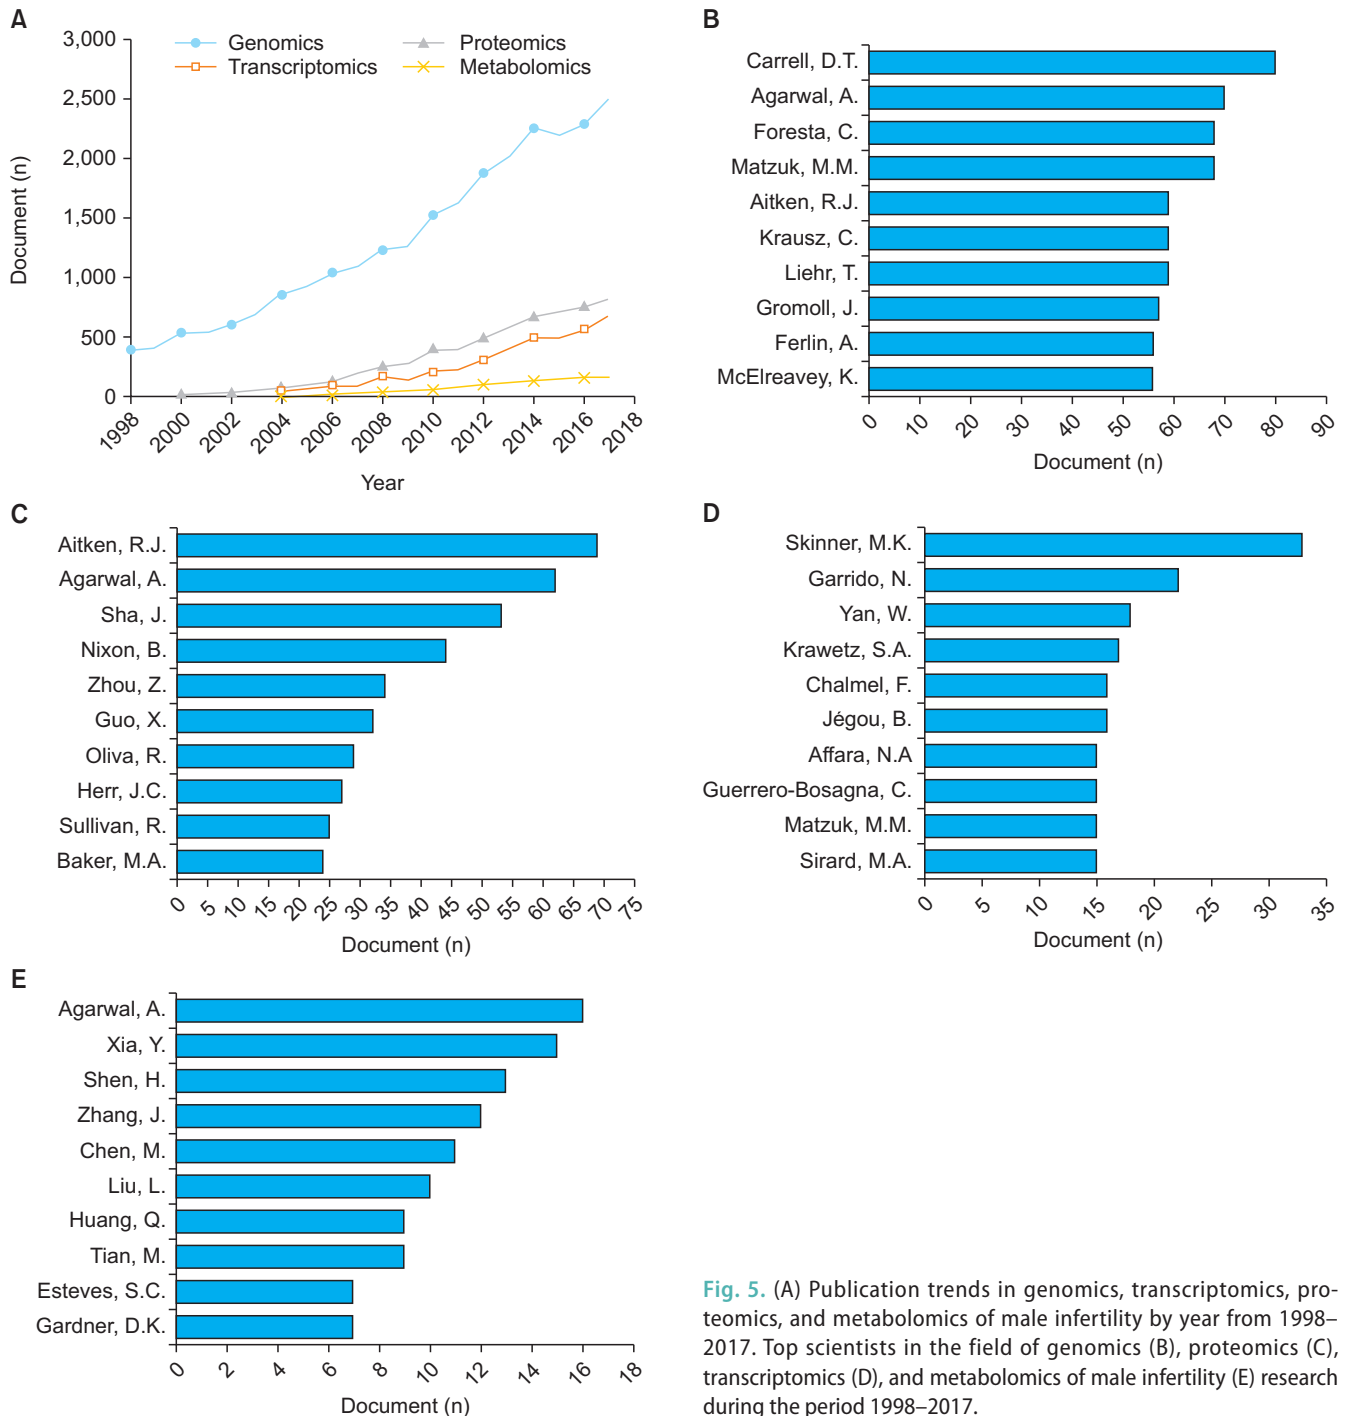 A
Document (n)
3,000
2,500
2,000
1,500
1,000
500
0
Genomics
Transcriptomics
Proteomics
Metabolomics
1998
2000
2002
2004
2006
2008
2010
2012
2014
2016
2018
Year
B
Carrell, D.T.
Agarwal, A.
Foresta, C.
Matzuk, M.M.
Aitken, R.J.
Krausz, C.
Liehr, T.
Gromoll, J.
Ferlin, A.
McElreavey, K.
0
10
20
30
40
50
60
70
80
90
Document (n)
C
Aitken, R.J.
Agarwal, A.
Sha, J.
Nixon, B.
Zhou, Z.
Guo, X.
Oliva, R.
Herr, J.C.
Sullivan, R.
Baker, M.A.
0
5
10
15
20
25
30
35
40
45
50
55
60
65
70
75
Document (n)
D
Skinner, M.K.
Garrido, N.
Yan, W.
Krawetz, S.A.
Chalmel, F.
Jégou, B.
Affara, N.A
Guerrero-Bosagna, C.
Matzuk, M.M.
Sirard, M.A.
0
5
10
15
20
25
30
35
Document (n)
E
Agarwal, A.
Xia, Y.
Shen, H.
Zhang, J.
Chen, M.
Liu, L.
Huang, Q.
Tian, M.
Esteves, S.C.
Gardner, D.K.
0
2
4
6
8
10
12
14
16
18
Document (n)
Fig. 5. (A) Publication trends in genomics, transcriptomics, pro-
teomics, and metabolomics of male infertility by year from 1998–
2017. Top scientists in the field of genomics (B), proteomics (C),
transcriptomics (D), and metabolomics of male infertility (E) research
during the period 1998–2017.